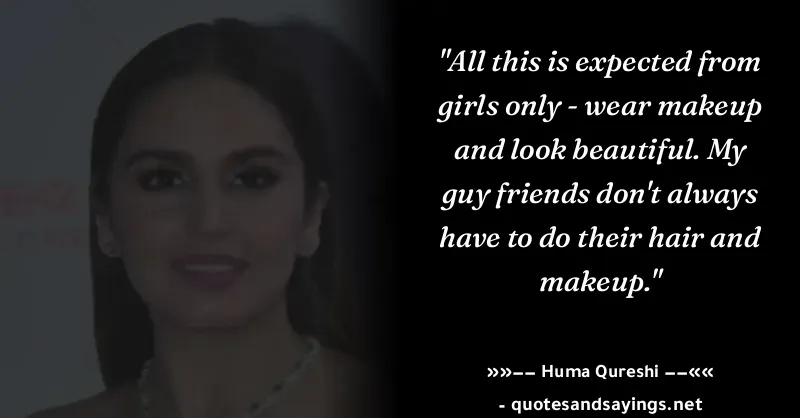 "All this is expected from
girls only - wear makeup
and look beautiful. My
guy friends don't always
have to do their hair and
makeup."
»»–– Huma Qureshi ––««
- quotesandsayings.net